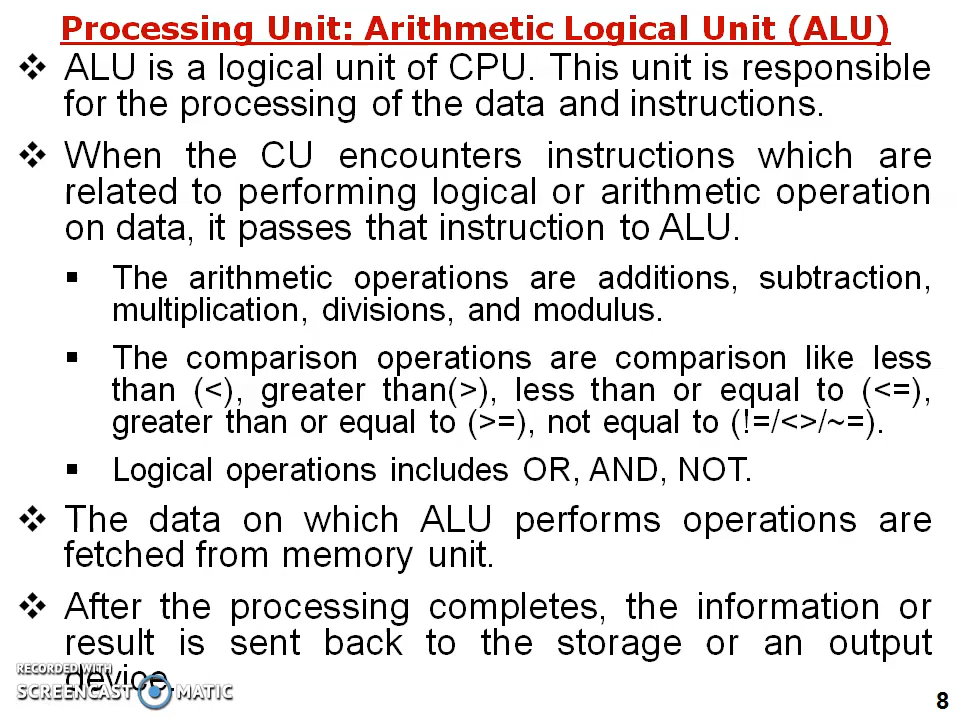 Processing Unit: Arithmetic Logical Unit (ALU)
❖ ALU is a logical unit of CPU. This unit is responsible
for the processing of the data and instructions.
❖ When the CU encounters instructions which are
related to performing logical or arithmetic operation
on data, it passes that instruction to ALU.
▪ The arithmetic operations are additions, subtraction,
multiplication, divisions, and modulus.
▪ The comparison operations are comparison like less
than (<), greater than(>), less than or equal to (<=),
greater than or equal to (>=), not equal to (!=/<>/~=).
▪ Logical operations includes OR, AND, NOT.
❖ The data on which ALU performs operations are
fetched from memory unit.
❖ After the processing completes, the information or
result is sent back to the storage or an output
device.
RECORDED WITH
SCREENCAST MATIC
8